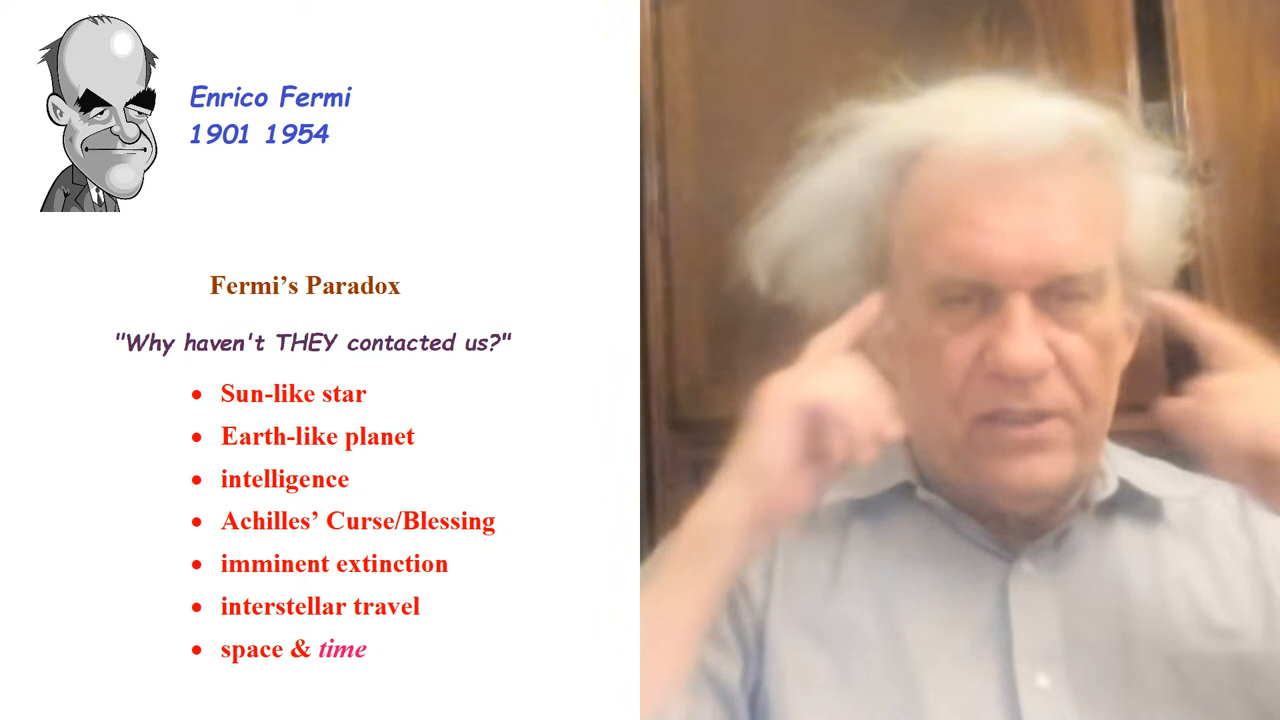 Enrico Fermi
1901 1954
Fermi’s Paradox
"Why haven't THEY contacted us?"
• Sun-like star
• Earth-like planet
• intelligence
• Achilles’ Curse/Blessing
• imminent extinction
• interstellar travel
• space & time